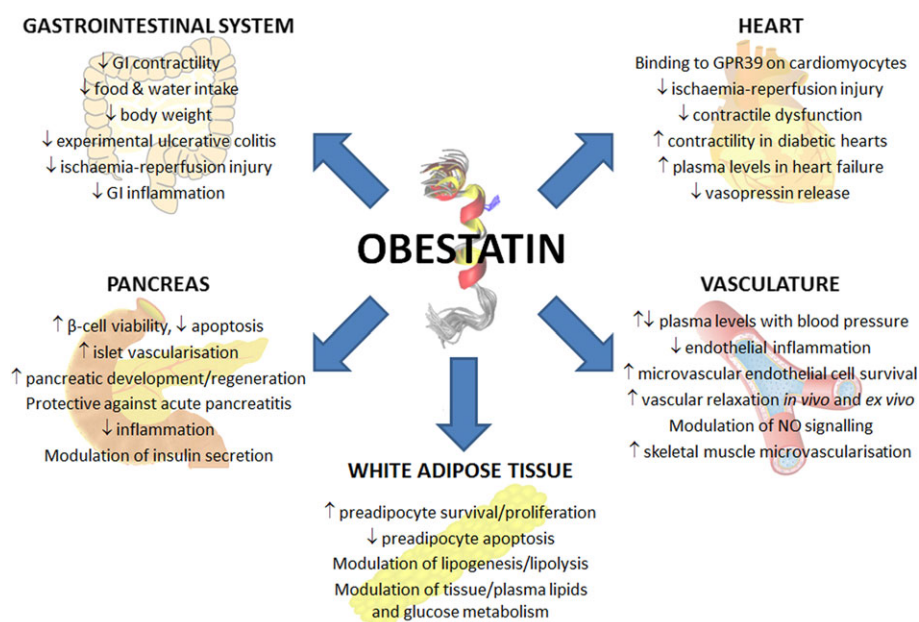 GASTROINTESTINAL SYSTEM
↓ GI contractility
↓ food & water intake
↓ body weight
↓ experimental ulcerative colitis
↓ ischaemia-reperfusion injury
↓ GI inflammation
HEART
Binding to GPR39 on cardiomyocytes
↓ ischaemia-reperfusion injury
↓ contractile dysfunction
↑ contractility in diabetic hearts
↑ plasma levels in heart failure
↓ vasopressin release
OBESTATIN
PANCREAS
↑ β-cell viability, ↓ apoptosis
↑ islet vascularisation
↑ pancreatic development/regeneration
Protective against acute pancreatitis
↓ inflammation
Modulation of insulin secretion
VASCULATURE
↑↓ plasma levels with blood pressure
↓ endothelial inflammation
↑ microvascular endothelial cell survival
↑ vascular relaxation in vivo and ex vivo
Modulation of NO signalling
↑ skeletal muscle microvascularisation
WHITE ADIPOSE TISSUE
↑ preadipocyte survival/proliferation
↓ preadipocyte apoptosis
Modulation of lipogenesis/lipolysis
Modulation of tissue/plasma lipids
and glucose metabolism